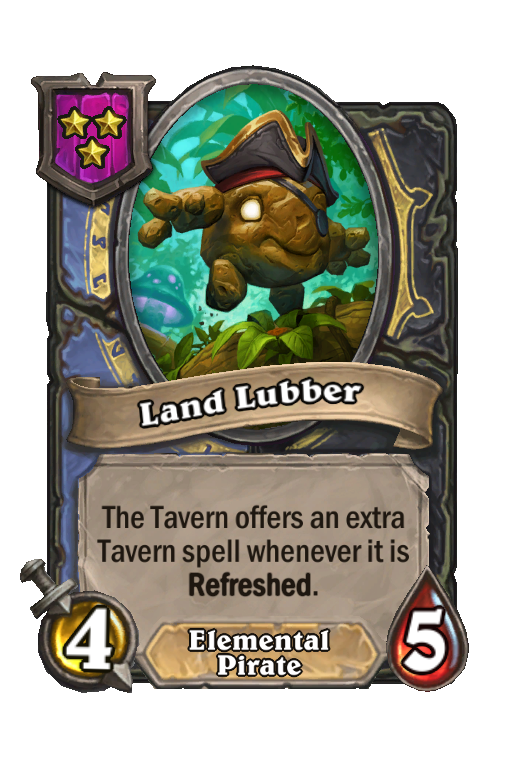 Land Lubber
The Tavern offers an extra
Tavern spell whenever it is
Refreshed.
4
Elemental
Pirate
5